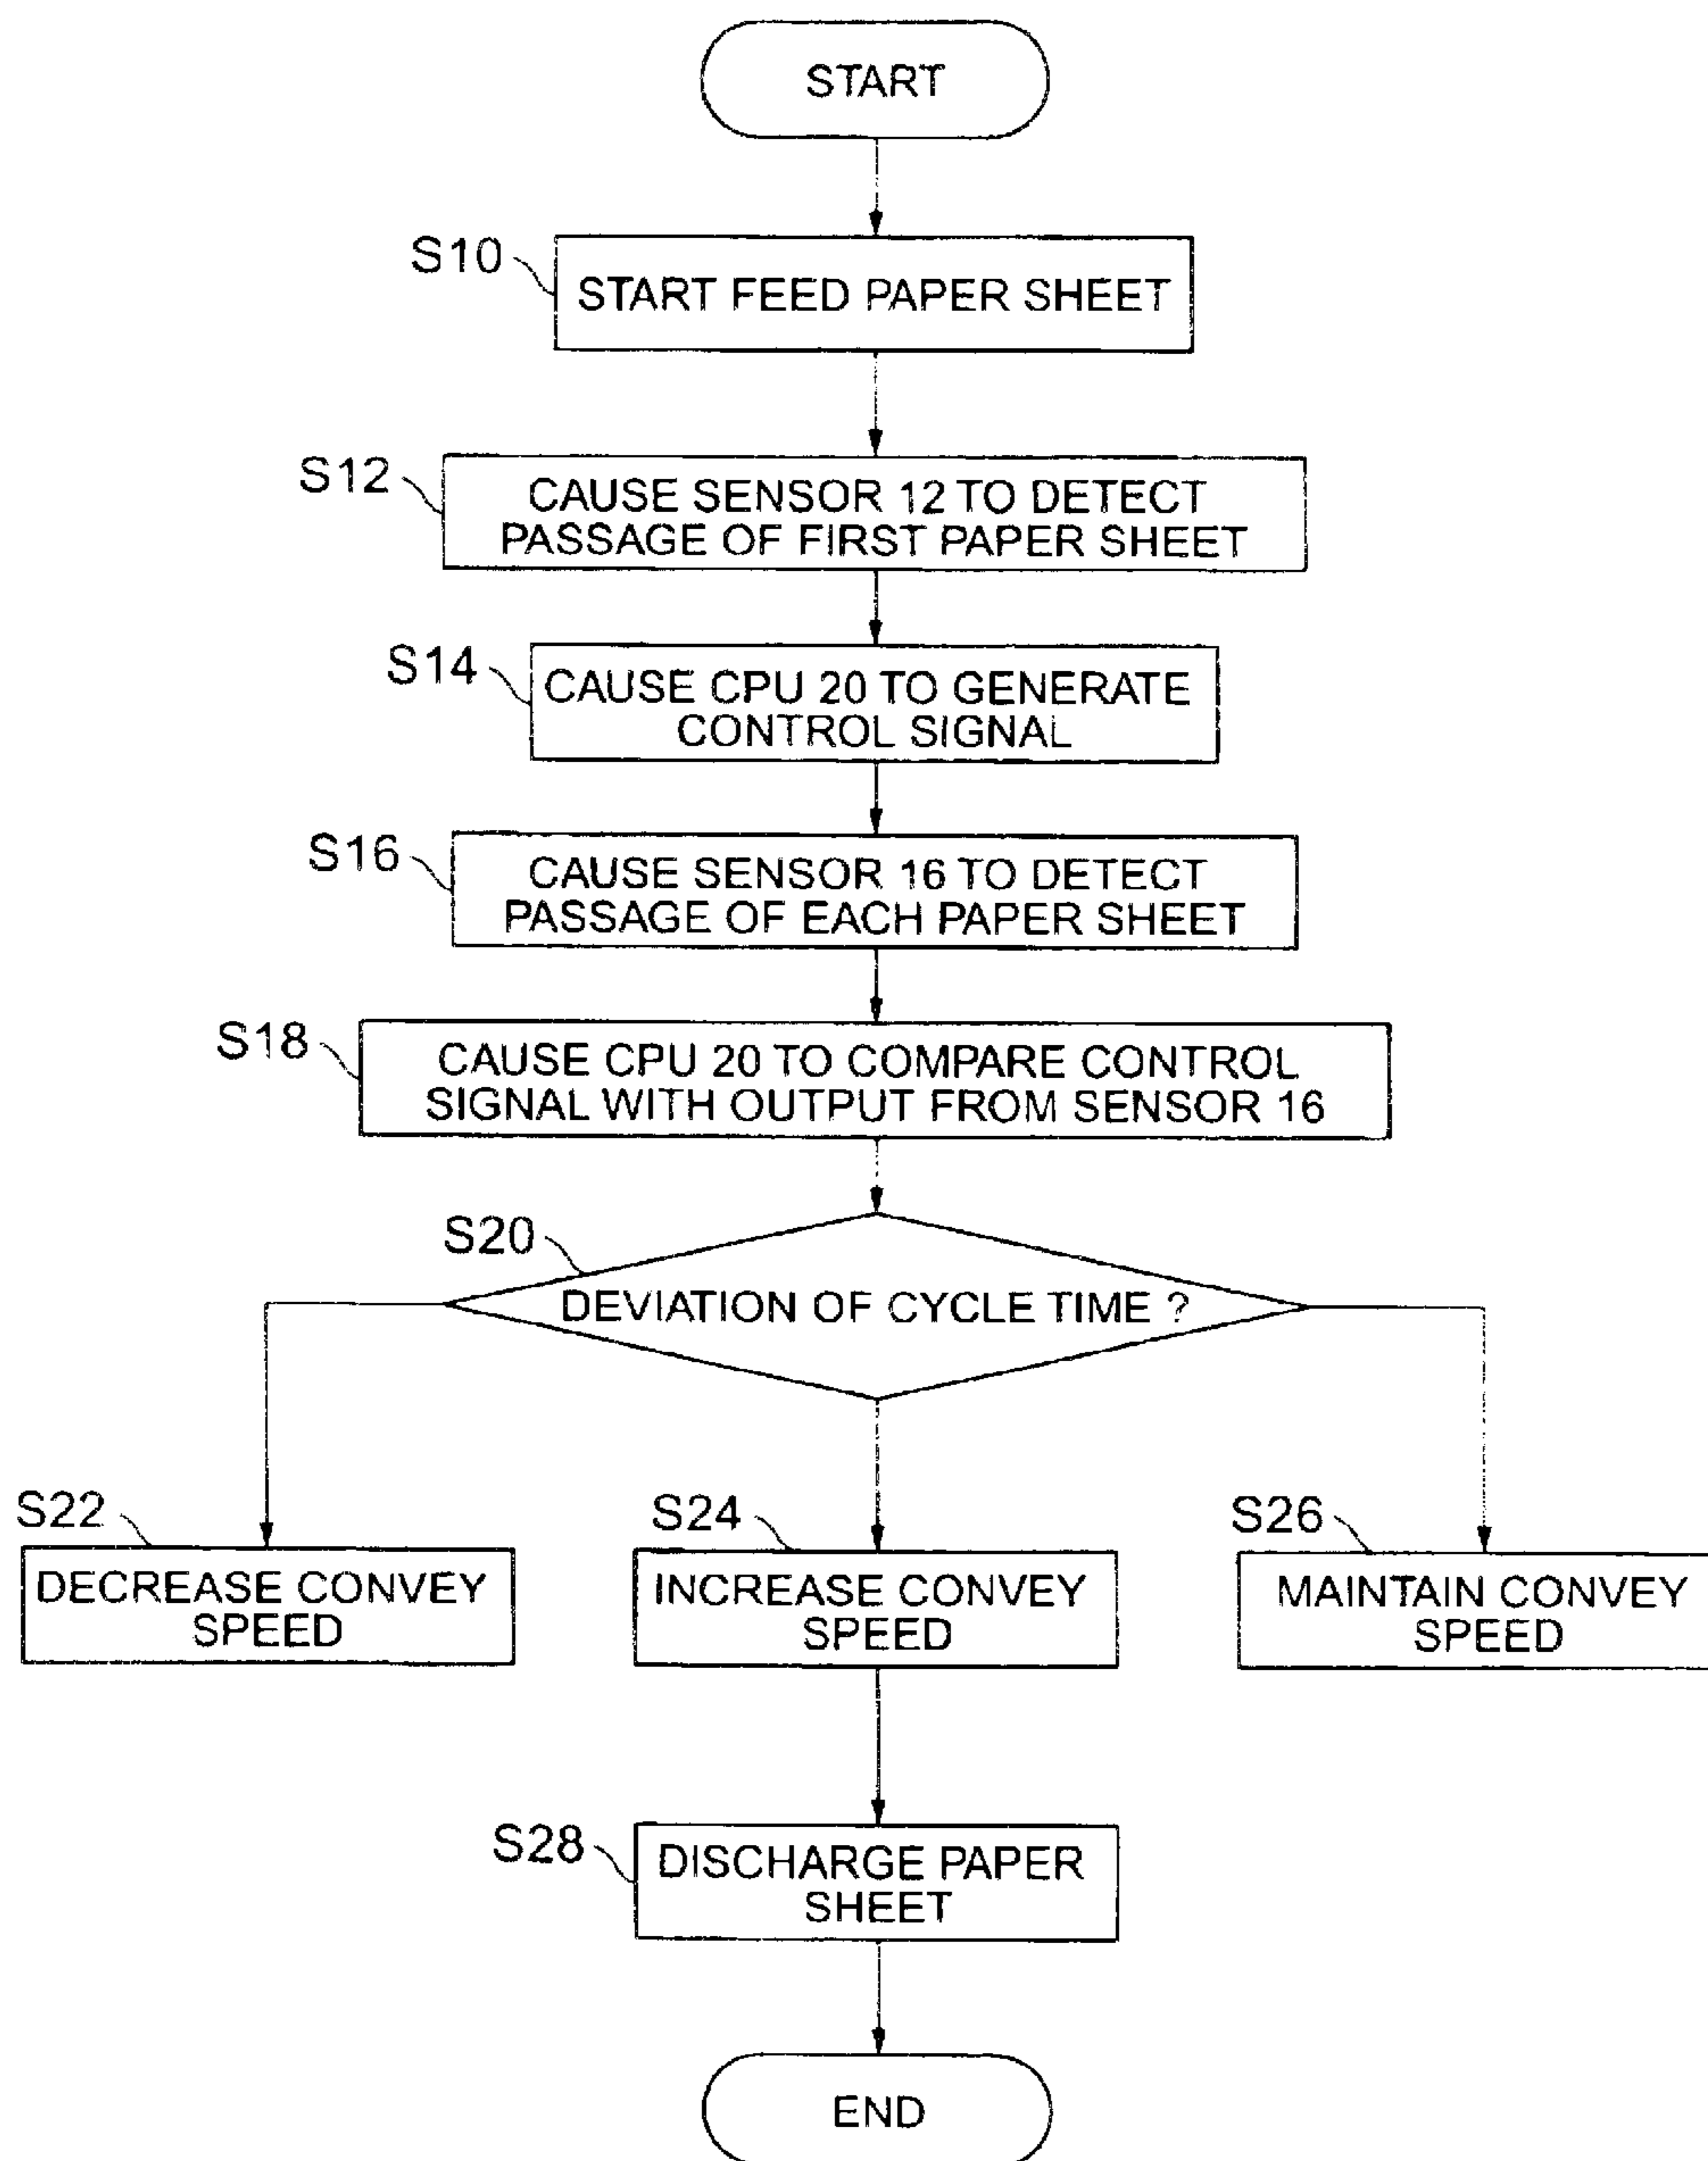 START
S10
START FEED PAPER SHEET
S12
CAUSE SENSOR 12 TO DETECT
PASSAGE OF FIRST PAPER SHEET
S14
CAUSE CPU 20 TO GENERATE
CONTROL SIGNAL
S16
CAUSE SENSOR 16 TO DETECT
PASSAGE OF EACH PAPER SHEET
S18
CAUSE CPU 20 TO COMPARE CONTROL
SIGNAL WITH OUTPUT FROM SENSOR 16
S20
DEVIATION OF CYCLE TIME ?
S22
DECREASE CONVEY
SPEED
S24
INCREASE CONVEY
SPEED
S26
MAINTAIN CONVEY
SPEED
S28
DISCHARGE PAPER
SHEET
END